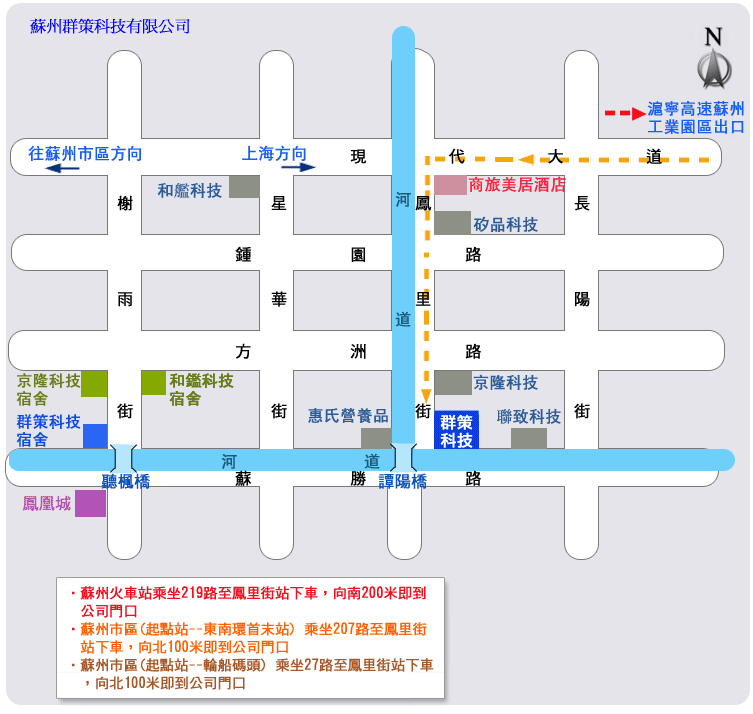 蘇州群策科技有限公司
N
滬寧高速蘇州
工業園區出口
往蘇州市區方向
上海方向
現代大道
和艦科技
商旅美居酒店
矽品科技
榭雨街
星華街
河道
鳳里街
長陽街
鍾園路
方洲路
京隆科技
宿舍
和鑑科技
宿舍
京隆科技
群策科技
宿舍
惠氏營養品
群策
科技
聯致科技
河道
聽楓橋
譚陽橋
蘇勝路
鳳凰城
·蘇州火車站乘坐219路至鳳里街站下車，向南200米即到
公司門口
·蘇州市區(起點站--東南環首末站) 乘坐207路至鳳里街
站下車，向北100米即到公司門口
·蘇州市區(起點站--輪船碼頭) 乘坐27路至鳳里街站下車
，向北100米即到公司門口